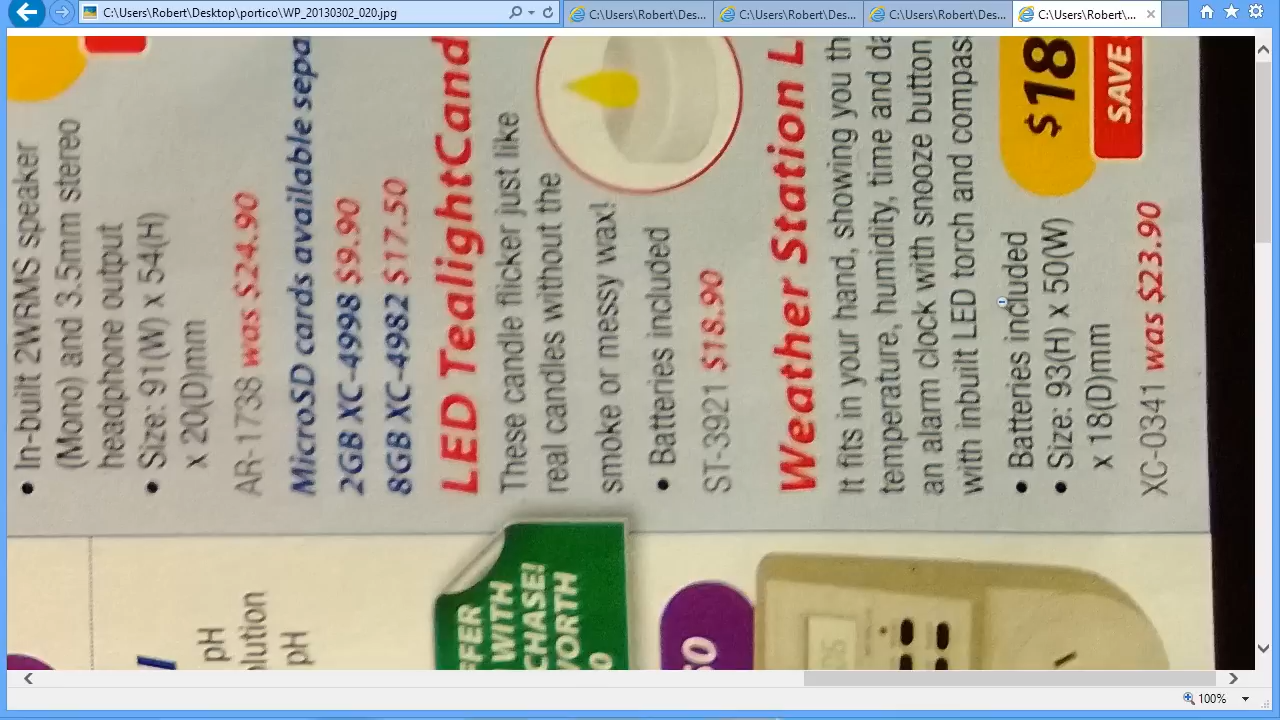 C:\Users\Robert\Desktop\portico\WP_20130302_020.jpg
C:\Users\Robert\Des...
C:\Users\Robert\Des...
C:\Users\Robert\Des...
C:\Users\Robert\...
• In-built 2WRMS speaker
(Mono) and 3.5mm stereo
headphone output
• Size: 91(W) x 54(H)
x 20(D)mm
AR-1738 was $24.90
MicroSD cards available sepa
2GB XC-4998 $9.90
8GB XC-4982 $17.50
LED TealightCand
These candle flicker just like
real candles without the
smoke or messy wax!
• Batteries included
ST-3921 $18.90
Weather Station L
It fits in your hand, showing you th
temperature, humidity, time and da
an alarm clock with snooze button
with inbuilt LED torch and compas
• Batteries included
• Size: 93(H) x 50(W)
x 18(D)mm
XC-0341 was $23.90
$18
SAVE
pH
lution
pH
FFER
WITH
CHASE!
WORTH
0
50
100%